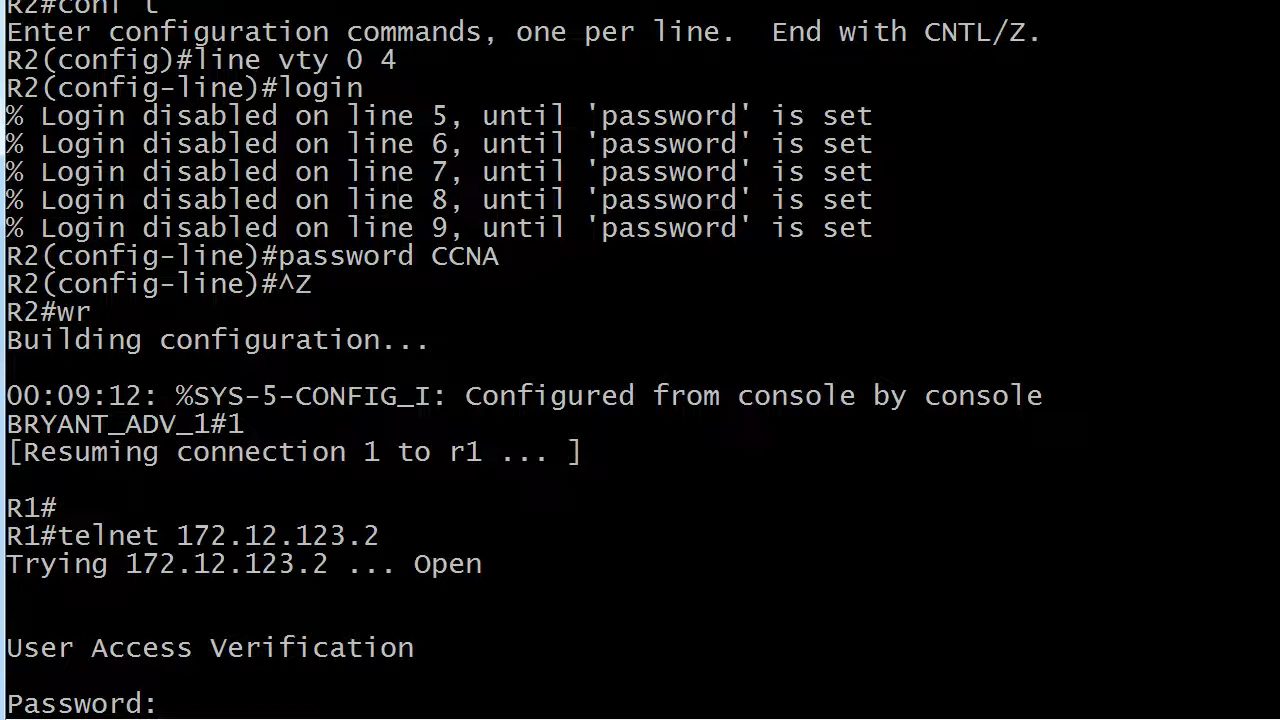 R2#conf t
Enter configuration commands, one per line.  End with CNTL/Z.
R2(config)#line vty 0 4
R2(config-line)#login
% Login disabled on line 5, until 'password' is set
% Login disabled on line 6, until 'password' is set
% Login disabled on line 7, until 'password' is set
% Login disabled on line 8, until 'password' is set
% Login disabled on line 9, until 'password' is set
R2(config-line)#password CCNA
R2(config-line)#^Z
R2#wr
Building configuration...
00:09:12: %SYS-5-CONFIG_I: Configured from console by console
BRYANT_ADV_1#1
[Resuming connection 1 to r1 ... ]
R1#
R1#telnet 172.12.123.2
Trying 172.12.123.2 ... Open
User Access Verification
Password: